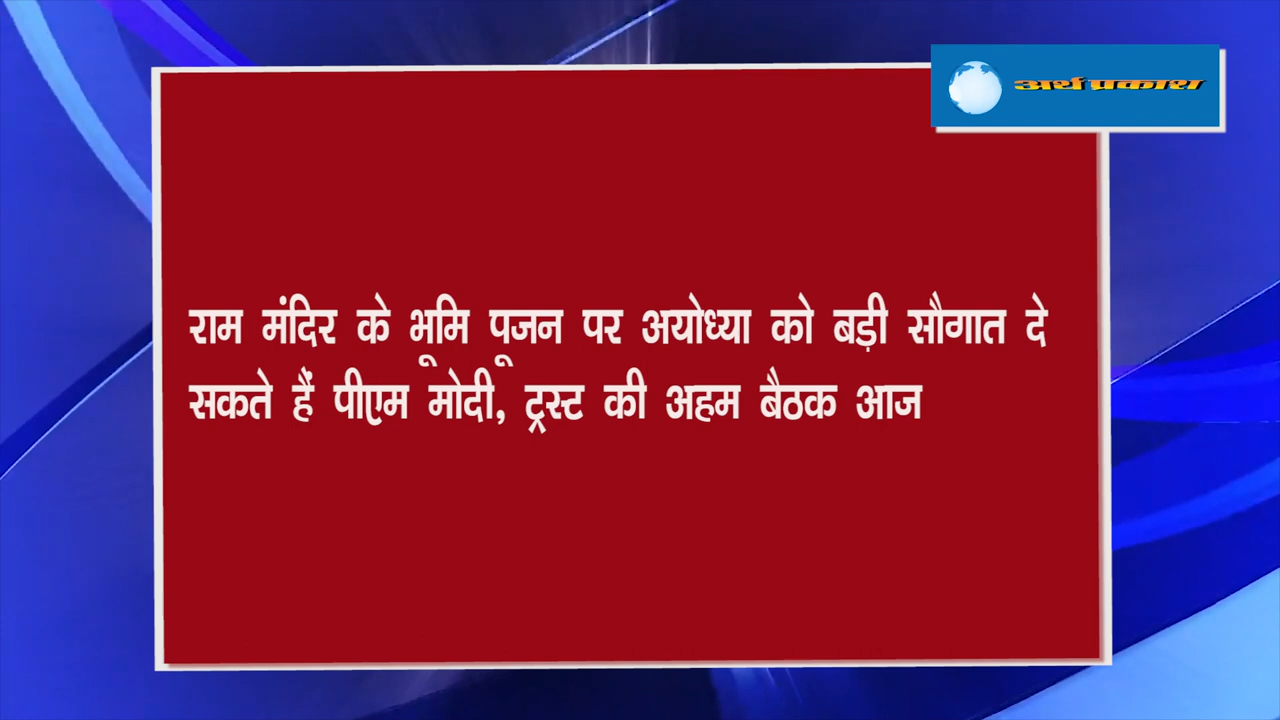 अर्थ प्रकाश
राम मंदिर के भूमि पूजन पर अयोध्या को बड़ी सौगात दे
सकते हैं पीएम मोदी, ट्रस्ट की अहम बैठक आज